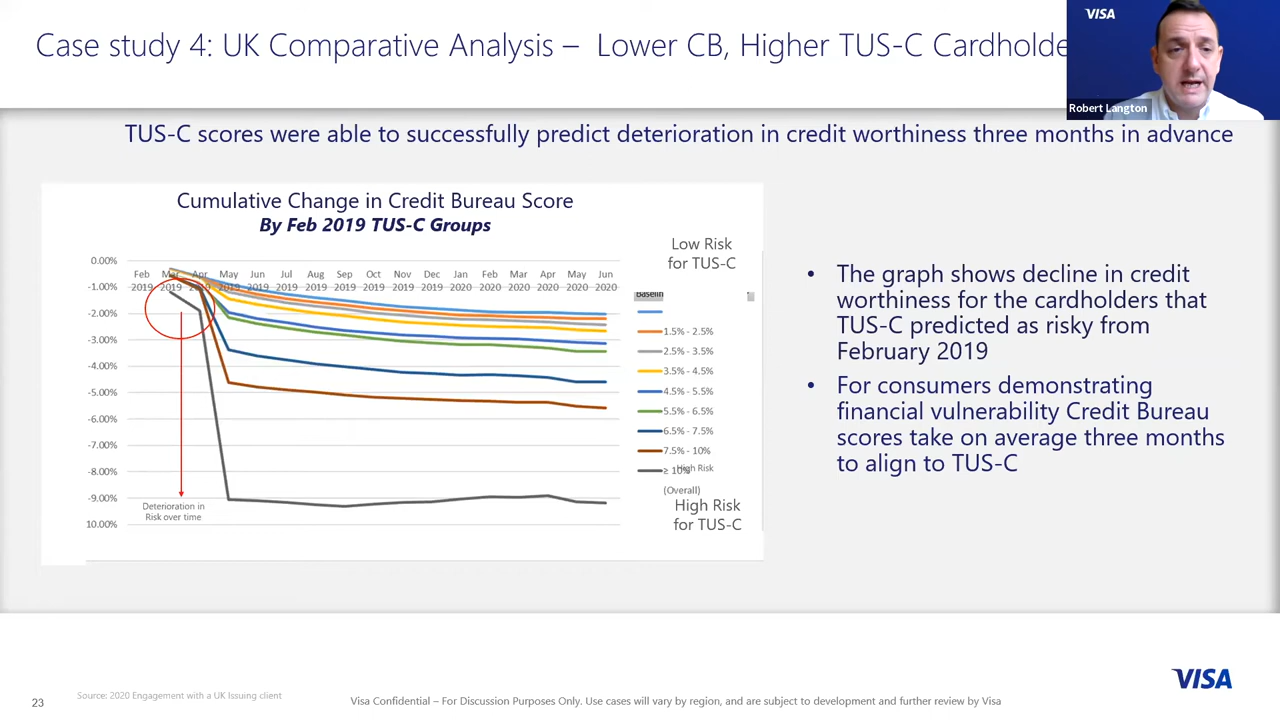 Case study 4: UK Comparative Analysis – Lower CB, Higher TUS-C Cardholde
VISA
Robert Langton
TUS-C scores were able to successfully predict deterioration in credit worthiness three months in advance
Cumulative Change in Credit Bureau Score
By Feb 2019 TUS-C Groups
Low Risk
for TUS-C
0.00%
Feb Mar Apr May Jun Jul Aug Sep Oct Nov Dec Jan Feb Mar Apr May Jun
2019 2019 2019 2019 2019 2019 2019 2019 2019 2019 2019 2020 2020 2020 2020 2020 2020
-1.00%
-2.00%
-3.00%
-4.00%
-5.00%
-6.00%
-7.00%
-8.00%
-9.00%
10.00%
Deterioration in
Risk over time
1.5% - 2.5%
2.5% - 3.5%
3.5% - 4.5%
4.5% - 5.5%
5.5% - 6.5%
6.5% - 7.5%
7.5% - 10%
≥ 10%
High Risk
(Overall)
High Risk
for TUS-C
• The graph shows decline in credit
worthiness for the cardholders that
TUS-C predicted as risky from
February 2019
• For consumers demonstrating
financial vulnerability Credit Bureau
scores take on average three months
to align to TUS-C
VISA
23
Source: 2020 Engagement with a UK Issuing client
Visa Confidential – For Discussion Purposes Only. Use cases will vary by region, and are subject to development and further review by Visa